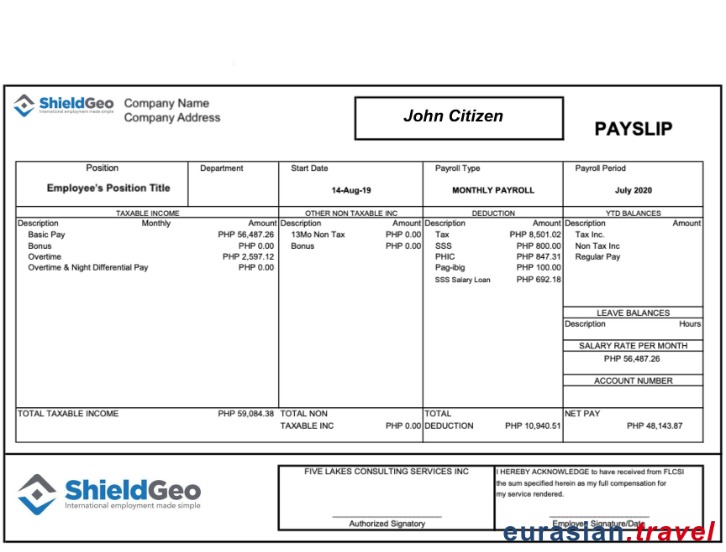 ShieldGeo
International employment made simple
Company Name
Company Address
John Citizen
PAYSLIP
Position Department Start Date Payroll Type Payroll Period
Employee's Position Title 14-Aug-19 MONTHLY PAYROLL July 2020
TAXABLE INCOME OTHER NON TAXABLE INC DEDUCTION YTD BALANCES
Description Monthly Amount Description Amount Description Amount Description Amount
Basic Pay PHP 56,487.26 13Mo Non Tax PHP 0.00 Tax PHP 8,501.02 Tax Inc.
Bonus PHP 0.00 Bonus PHP 0.00 SSS PHP 800.00 Non Tax Inc
Overtime PHP 2,597.12 PHIC PHP 847.31 Regular Pay
Overtime & Night Differential Pay PHP 0.00 Pag-ibig PHP 100.00
SSS Salary Loan PHP 692.18
LEAVE BALANCES
Description Hours
SALARY RATE PER MONTH
PHP 56,487.26
ACCOUNT NUMBER
TOTAL TAXABLE INCOME PHP 59,084.38 TOTAL NON TOTAL NET PAY
TAXABLE INC PHP 0.00 DEDUCTION PHP 10,940.51 PHP 48,143.87
ShieldGeo
International employment made simple
FIVE LAKES CONSULTING SERVICES INC
Authorized Signatory
I HEREBY ACKNOWLEDGE to have received from FLCSI
the sum specified herein as my full compensation for
my service rendered.
Employee Signature/Date
eurasian.travel